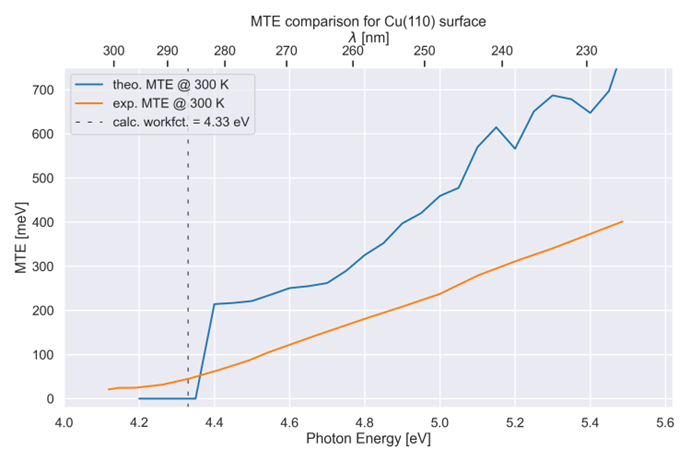 MTE comparison for Cu(110) surface
λ [nm]
300 290 280 270 260 250 240 230
theo. MTE @ 300 K
exp. MTE @ 300 K
calc. workfct. = 4.33 eV
700
600
500
400
300
200
100
0
MTE [meV]
4.0 4.2 4.4 4.6 4.8 5.0 5.2 5.4 5.6
Photon Energy [eV]